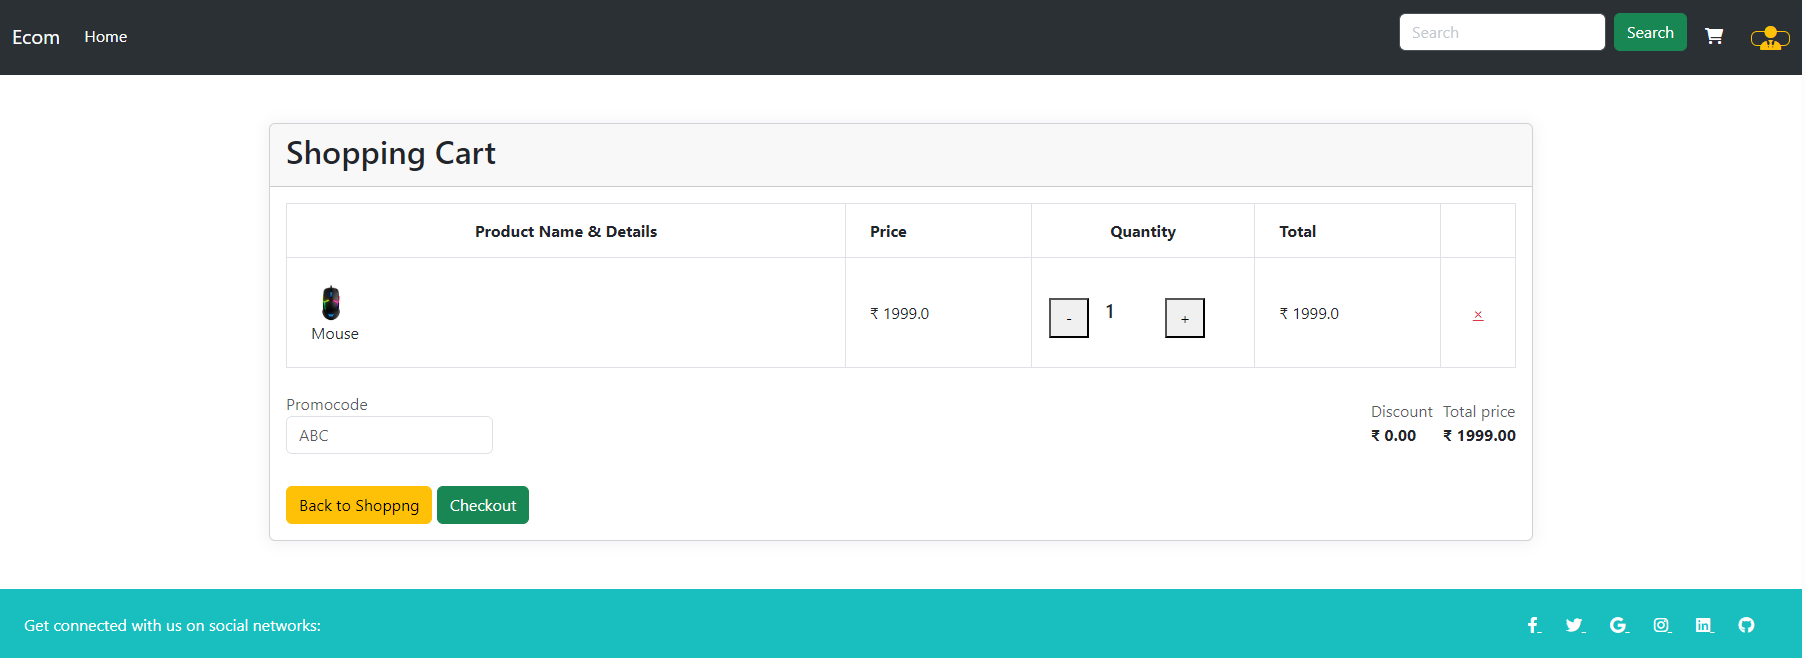 Ecom Home Search Search
Shopping Cart
Product Name & Details Price Quantity Total
Mouse ₹ 1999.0 - 1 + ₹ 1999.0 ×
Promocode Discount Total price
ABC ₹ 0.00 ₹ 1999.00
Back to Shoppng Checkout
Get connected with us on social networks: